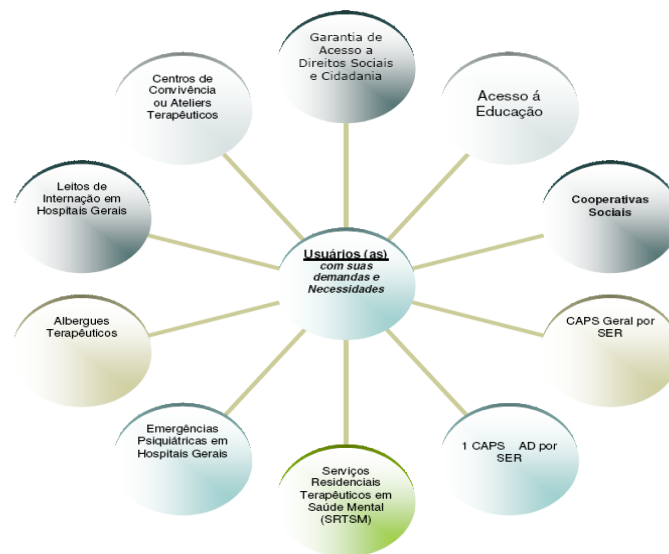 Garantia de
Acesso a
Direitos Sociais
e Cidadania
Acesso á
Educação
Cooperativas
Sociais
CAPS Geral por
SER
1 CAPS AD por
SER
Serviços
Residenciais
Terapêuticos em
Saúde Mental
(SRTSM)
Emergências
Psiquiátricas em
Hospitais Gerais
Albergues
Terapêuticos
Leitos de
Internação em
Hospitais Gerais
Centros de
Convivência
ou Ateliers
Terapêuticos
Usuários (as)
com suas
demandas e
Necessidades